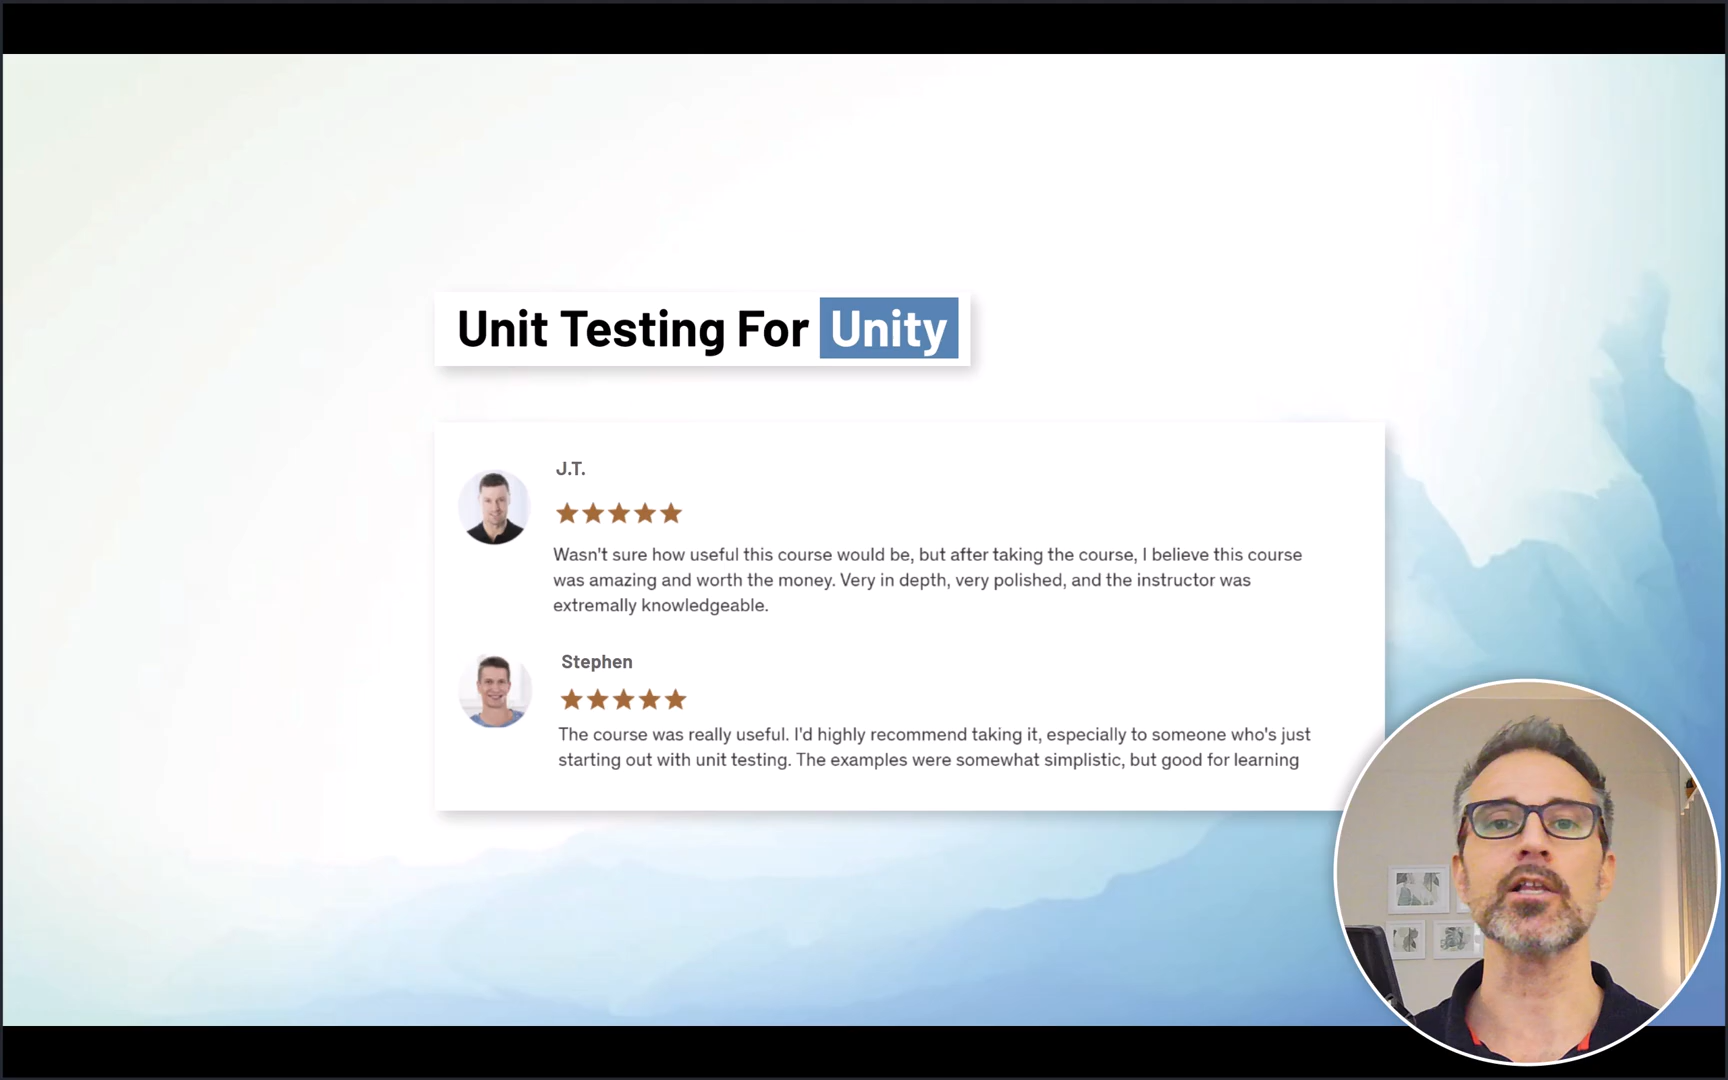 Unit Testing For Unity
J.T.
Wasn't sure how useful this course would be, but after taking the course, I believe this course
was amazing and worth the money. Very in depth, very polished, and the instructor was
extremally knowledgeable.
Stephen
The course was really useful. I'd highly recommend taking it, especially to someone who's just
starting out with unit testing. The examples were somewhat simplistic, but good for learning